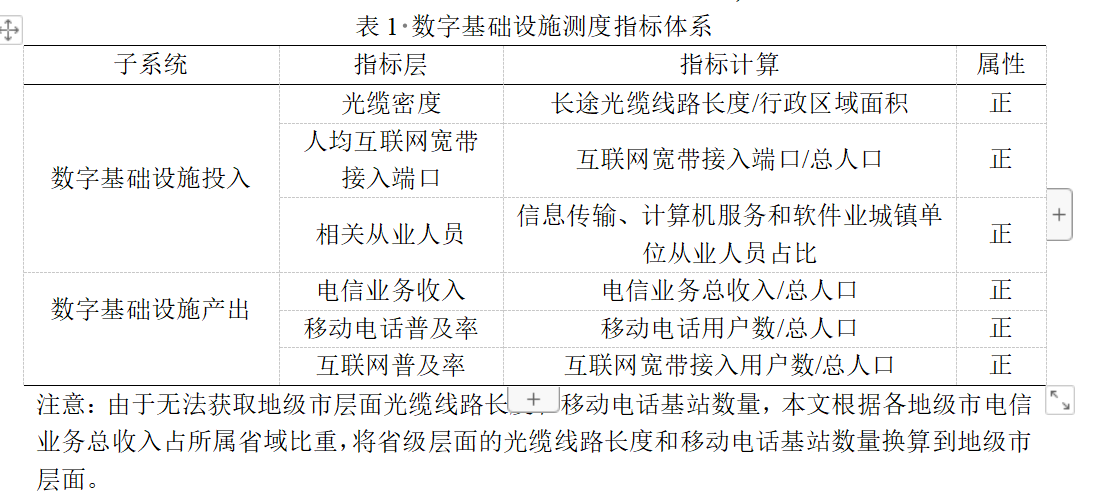 表 1·数字基础设施测度指标体系
子系统 指标层 指标计算 属性
数字基础设施投入
光缆密度 长途光缆线路长度/行政区域面积 正
人均互联网宽带
接入端口
互联网宽带接入端口/总人口 正
相关从业人员
信息传输、计算机服务和软件业城镇单
位从业人员占比
正
数字基础设施产出
电信业务收入 电信业务总收入/总人口 正
移动电话普及率 移动电话用户数/总人口 正
互联网普及率 互联网宽带接入用户数/总人口 正
注意：由于无法获取地级市层面光缆线路长 移动电话基站数量，本文根据各地级市电信
业务总收入占所属省域比重，将省级层面的光缆线路长度和移动电话基站数量换算到地级市
层面。